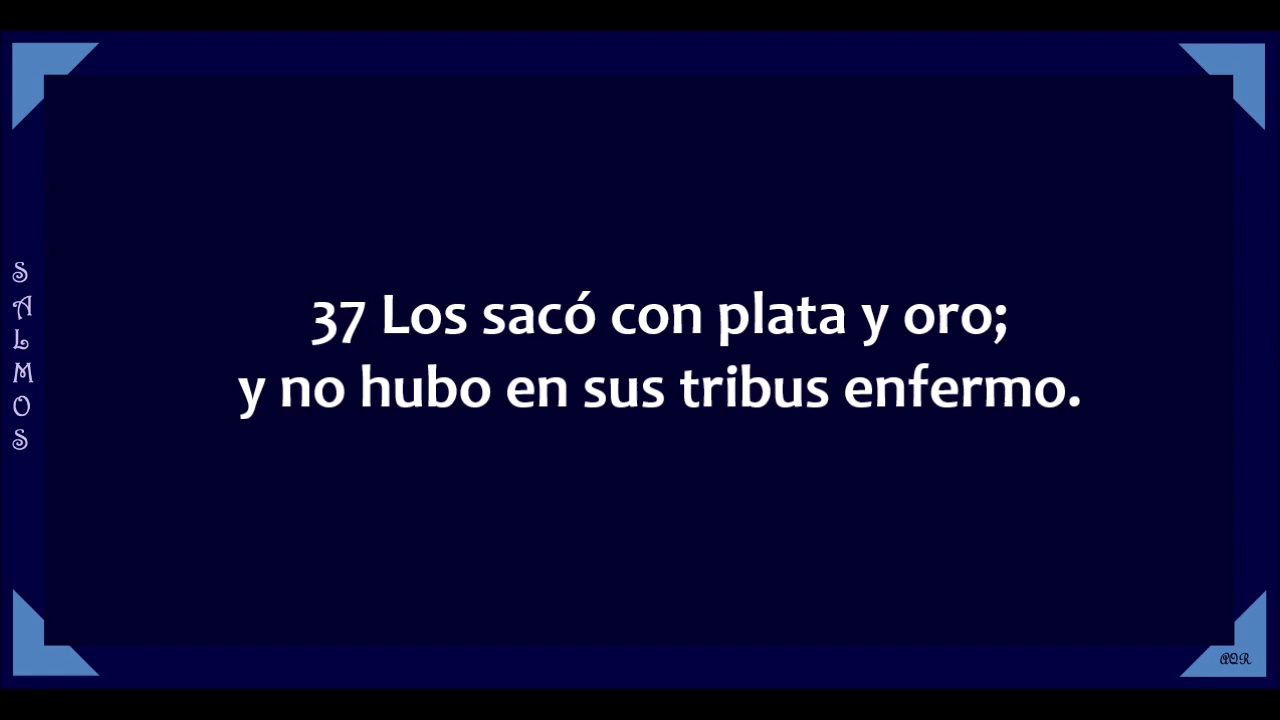 SALMOS
37 Los sacó con plata y oro;
y no hubo en sus tribus enfermo.